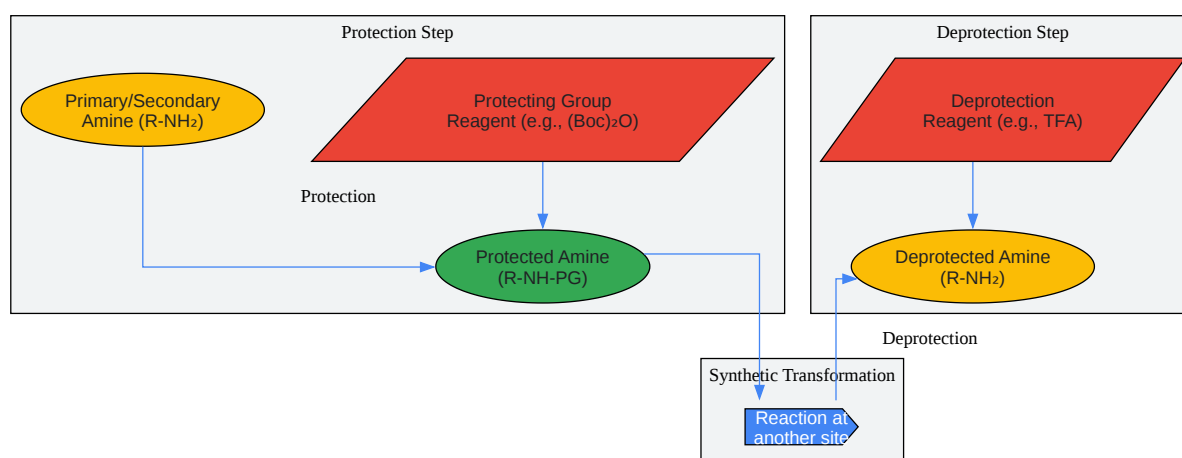 Protection Step
Primary/Secondary
Amine (R-NH₂)
Protecting Group
Reagent (e.g., (Boc)₂O)
Protection
Protected Amine
(R-NH-PG)
Deprotection Step
Deprotection
Reagent (e.g., TFA)
Deprotected Amine
(R-NH₂)
Deprotection
Synthetic Transformation
Reaction at
another site